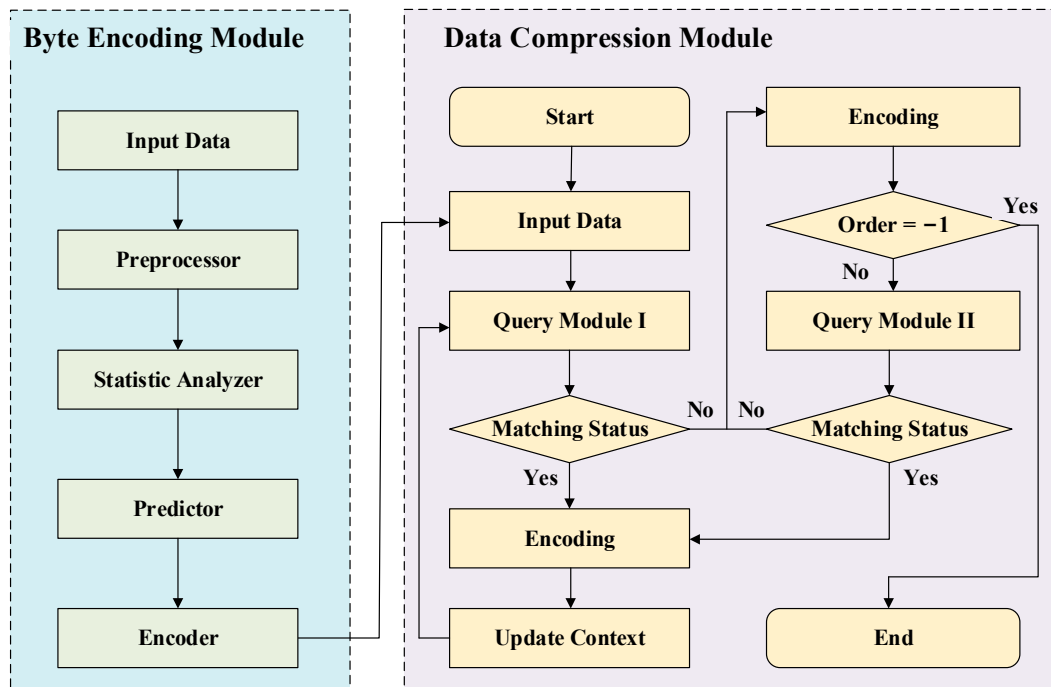 Byte Encoding Module
Input Data
Preprocessor
Statistic Analyzer
Predictor
Encoder
Data Compression Module
Start
Input Data
Query Module I
Matching Status
No
Yes
Encoding
Update Context
Encoding
Order = −1
Yes
No
Query Module II
Matching Status
No
Yes
End